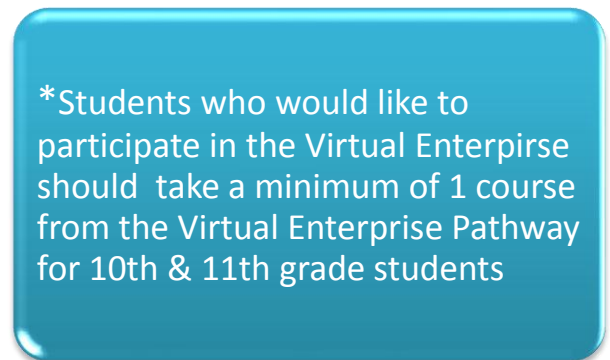 *Students who would like to
participate in the Virtual Enterpirse
should  take a minimum of 1 course
from the Virtual Enterprise Pathway
for 10th & 11th grade students